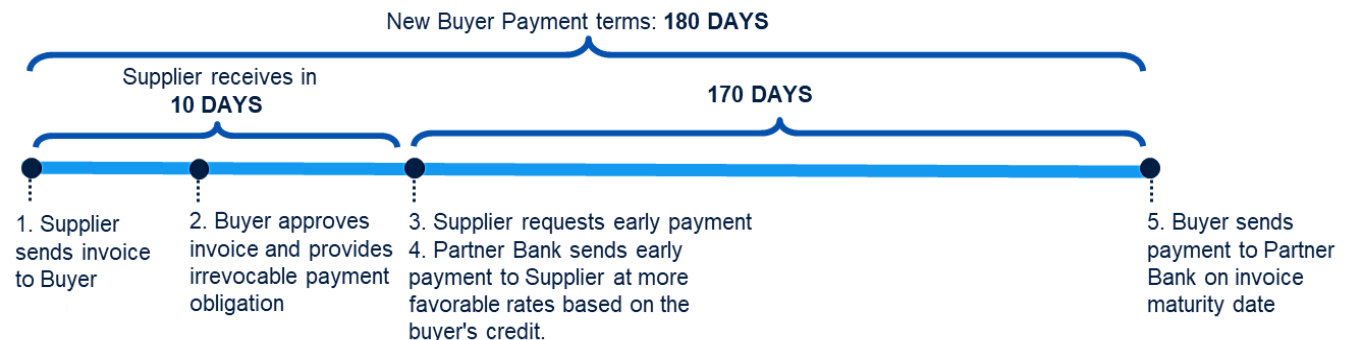 New Buyer Payment terms: 180 DAYS
Supplier receives in
10 DAYS
170 DAYS
1. Supplier
sends invoice
to Buyer
2. Buyer approves
invoice and provides
irrevocable payment
obligation
3. Supplier requests early payment
4. Partner Bank sends early
payment to Supplier at more
favorable rates based on the
buyer's credit.
5. Buyer sends
payment to Partner
Bank on invoice
maturity date